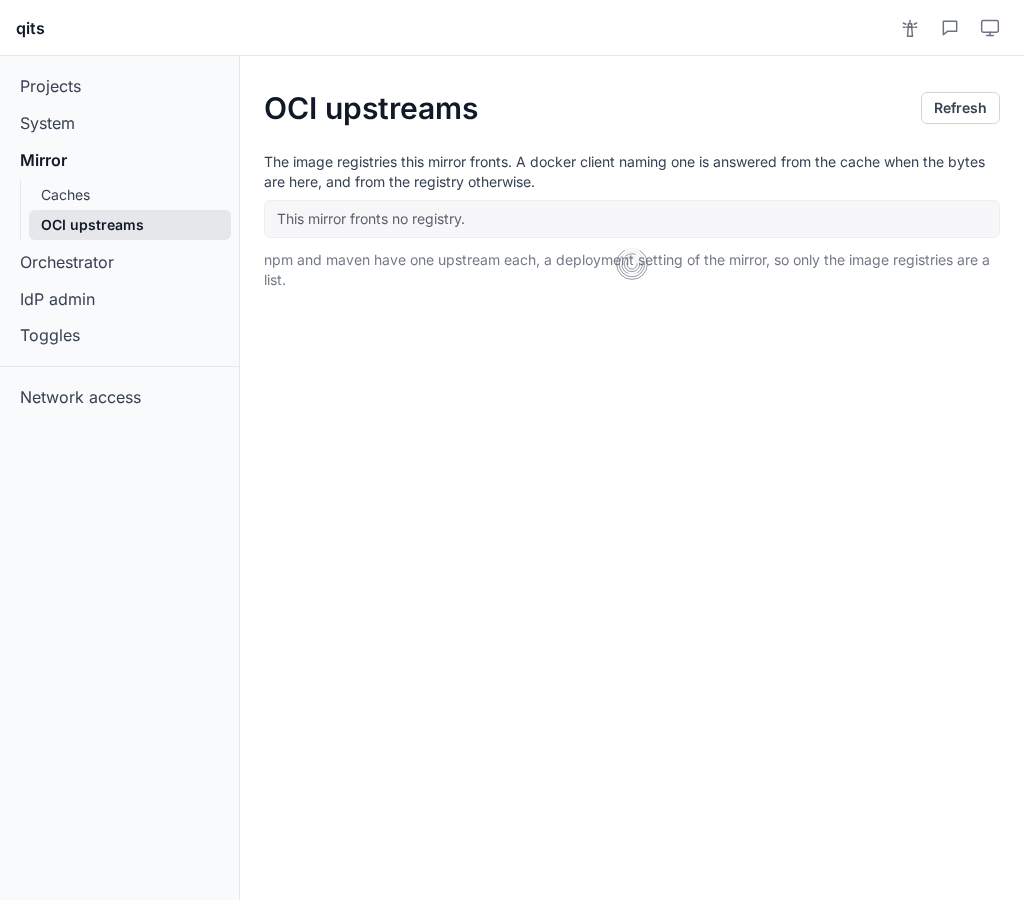 qits
Projects
System
Mirror
Caches
OCI upstreams
Orchestrator
IdP admin
Toggles
Network access
OCI upstreams
Refresh
The image registries this mirror fronts. A docker client naming one is answered from the cache when the bytes
are here, and from the registry otherwise.
This mirror fronts no registry.
npm and maven have one upstream each, a deployment setting of the mirror, so only the image registries are a
list.